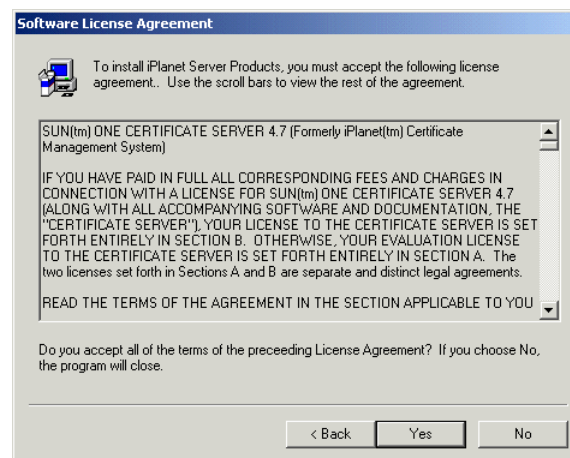 Software License Agreement
To install iPlanet Server Products, you must accept the following license
agreement.. Use the scroll bars to view the rest of the agreement.
SUN(tm) ONE CERTIFICATE SERVER 4.7 (Formerly iPlanet(tm) Certificate
Management System)
IF YOU HAVE PAID IN FULL ALL CORRESPONDING FEES AND CHARGES IN
CONNECTION WITH A LICENSE FOR SUN(tm) ONE CERTIFICATE SERVER 4.7
(ALONG WITH ALL ACCOMPANYING SOFTWARE AND DOCUMENTATION, THE
"CERTIFICATE SERVER"), YOUR LICENSE TO THE CERTIFICATE SERVER IS SET
FORTH ENTIRELY IN SECTION B. OTHERWISE, YOUR EVALUATION LICENSE
TO THE CERTIFICATE SERVER IS SET FORTH ENTIRELY IN SECTION A. The
two licenses set forth in Sections A and B are separate and distinct legal agreements.
READ THE TERMS OF THE AGREEMENT IN THE SECTION APPLICABLE TO YOU
Do you accept all of the terms of the preceeding License Agreement? If you choose No,
the program will close.
< Back Yes No